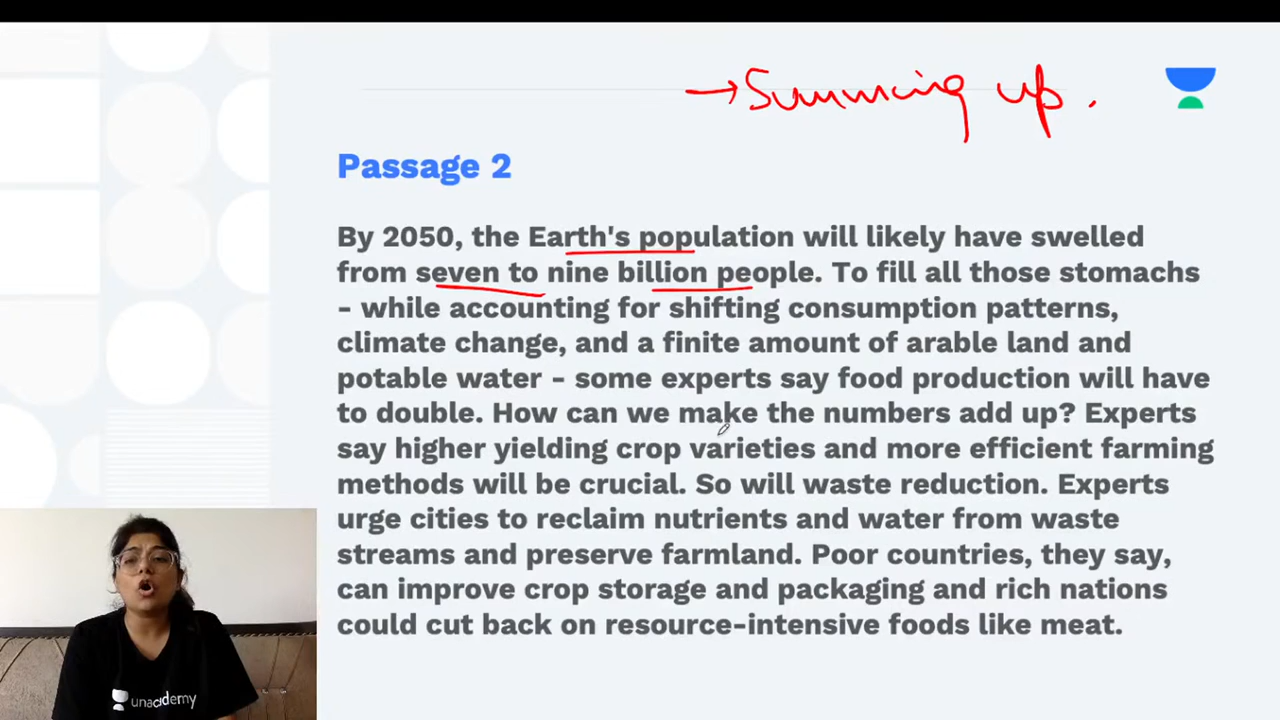 → Summing up.
Passage 2
By 2050, the Earth's population will likely have swelled
from seven to nine billion people. To fill all those stomachs
- while accounting for shifting consumption patterns,
climate change, and a finite amount of arable land and
potable water - some experts say food production will have
to double. How can we make the numbers add up? Experts
say higher yielding crop varieties and more efficient farming
methods will be crucial. So will waste reduction. Experts
urge cities to reclaim nutrients and water from waste
streams and preserve farmland. Poor countries, they say,
can improve crop storage and packaging and rich nations
could cut back on resource-intensive foods like meat.
unacademy